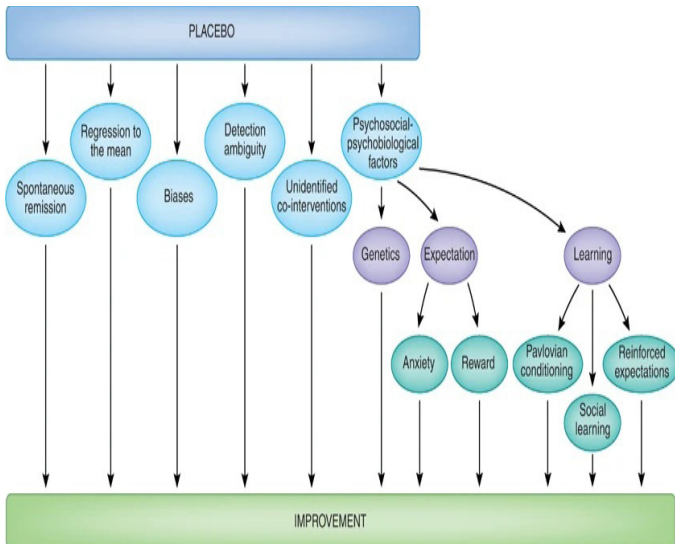 PLACEBO
Regression to
the mean
Detection
ambiguity
Psychosocial-
psychobiological
factors
Spontaneous
remission
Biases
Unidentified
co-interventions
Genetics
Expectation
Learning
Anxiety
Reward
Pavlovian
conditioning
Reinforced
expectations
Social
learning
IMPROVEMENT